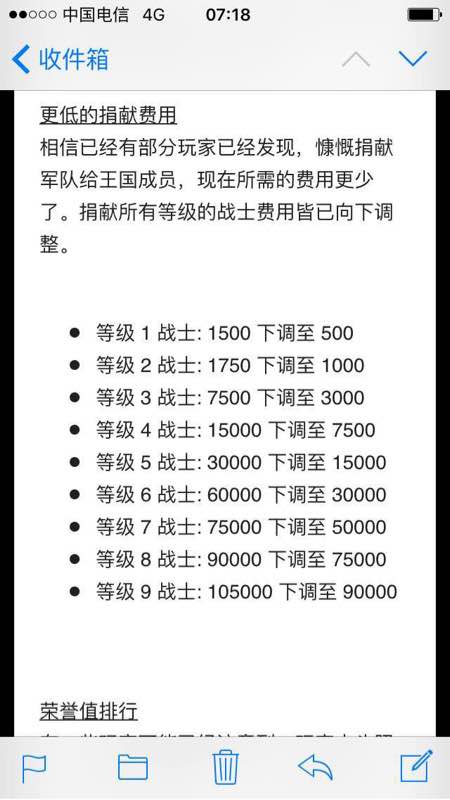 中国电信 4G 07:18
收件箱
更低的捐献费用
相信已经有部分玩家已经发现，慷慨捐献
军队给王国成员，现在所需的费用更少
了。捐献所有等级的战士费用皆已向下调
整。
• 等级 1 战士: 1500 下调至 500
• 等级 2 战士: 1750 下调至 1000
• 等级 3 战士: 7500 下调至 3000
• 等级 4 战士: 15000 下调至 7500
• 等级 5 战士: 30000 下调至 15000
• 等级 6 战士: 60000 下调至 30000
• 等级 7 战士: 75000 下调至 50000
• 等级 8 战士: 90000 下调至 75000
• 等级 9 战士: 105000 下调至 90000
荣誉值排行